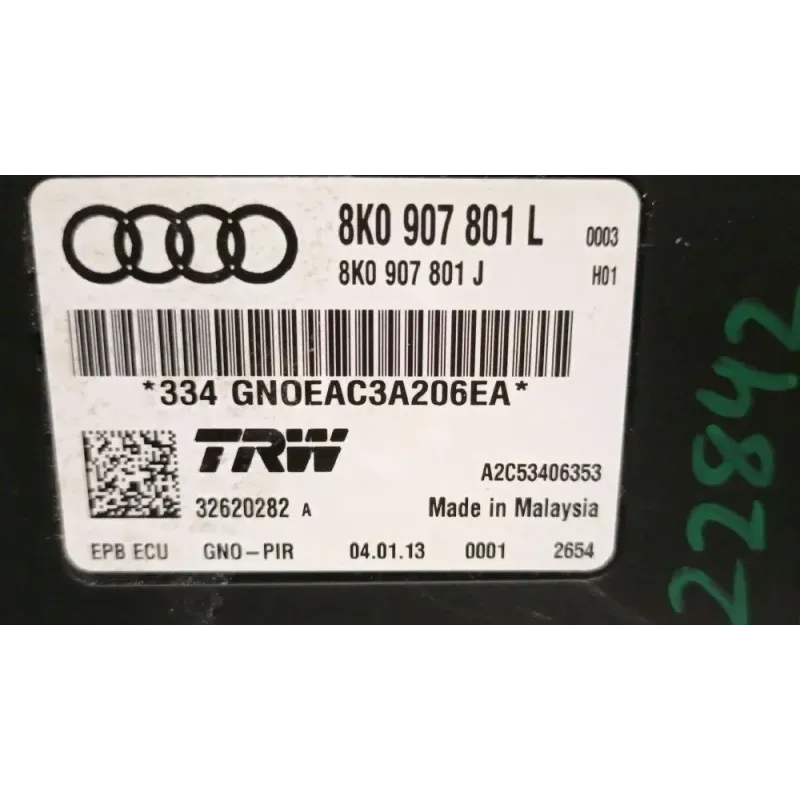 8K0 907 801 L 0003
8K0 907 801 J H01
*334 GN0EAC3A206EA*
TRW
A2C53406353
32620282 A Made in Malaysia
EPB ECU GNO-PIR 04.01.13 0001 2654
22842